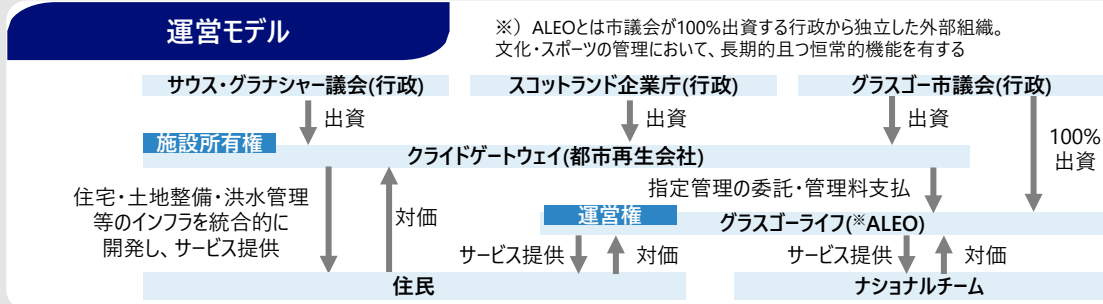 運営モデル
※）ALEOとは市議会が100%出資する行政から独立した外部組織。
文化・スポーツの管理において、長期的且つ恒常的機能を有する
サウス・グラナシャー議会(行政)
スコットランド企業庁(行政)
グラスゴー市議会(行政)
出資
出資
出資
100%
出資
施設所有権
クライドゲートウェイ(都市再生会社)
住宅・土地整備・洪水管理
等のインフラを統合的に
開発し、サービス提供
対価
指定管理の委託・管理料支払
運営権
グラスゴーライフ(※ALEO)
サービス提供
対価
サービス提供
対価
住民
ナショナルチーム